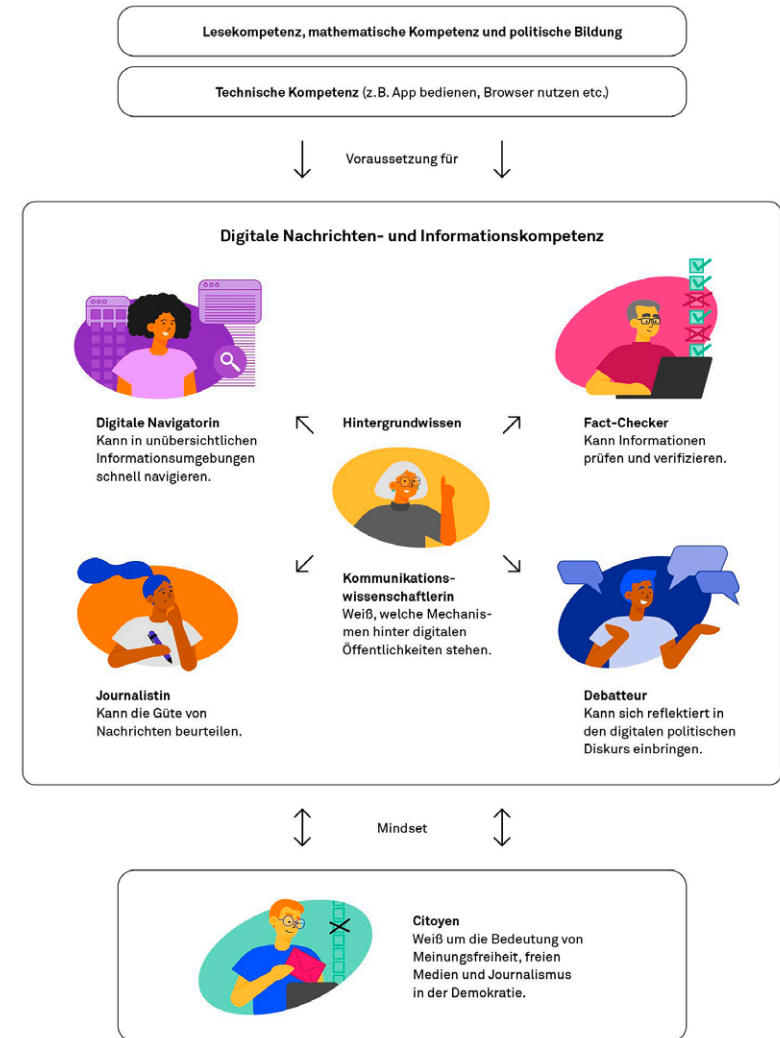 Lesekompetenz, mathematische Kompetenz und politische Bildung
Technische Kompetenz (z.B. App bedienen, Browser nutzen etc.)
Voraussetzung für
Digitale Nachrichten- und Informationskompetenz
Digitale Navigatorin
Kann in unübersichtlichen
Informationsumgebungen
schnell navigieren.
Hintergrundwissen
Fact-Checker
Kann Informationen
prüfen und verifizieren.
Kommunikations-
wissenschaftlerin
Weiß, welche Mechanis-
men hinter digitalen
Öffentlichkeiten stehen.
Journalistin
Kann die Güte von
Nachrichten beurteilen.
Debatteur
Kann sich reflektiert in
den digitalen politischen
Diskurs einbringen.
Mindset
Citoyen
Weiß um die Bedeutung von
Meinungsfreiheit, freien
Medien und Journalismus
in der Demokratie.